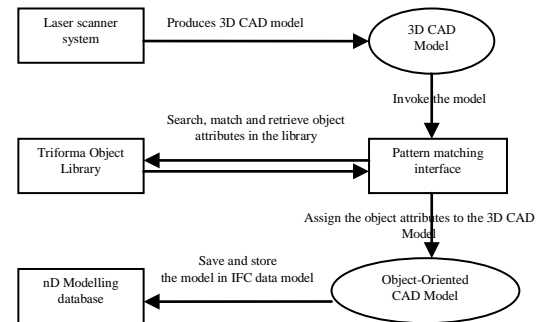 Laser scanner
system
Produces 3D CAD model
3D CAD
Model
Invoke the model
Search, match and retrieve object
attributes in the library
Triforma Object
Library
Pattern matching
interface
Assign the object attributes to the 3D CAD
Model
Save and store
the model in IFC data model
nD Modelling
database
Object-Oriented
CAD Model